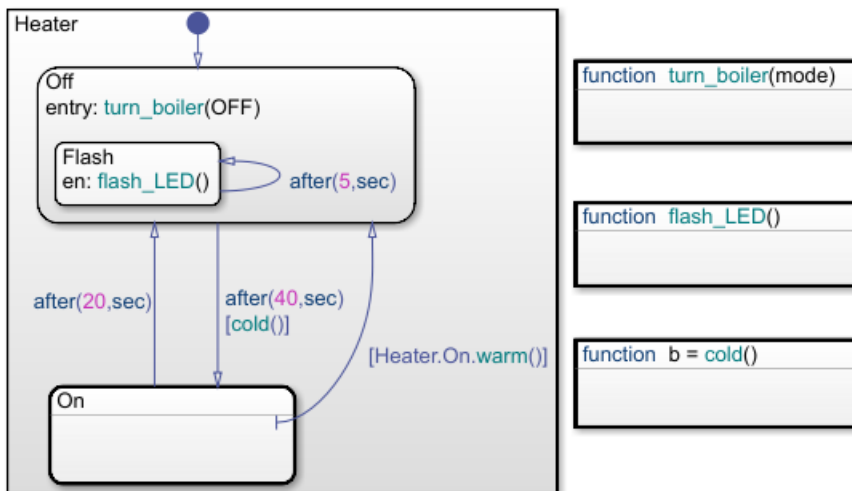 Heater
Off
entry: turn_boiler(OFF)
Flash
en: flash_LED()
after(5,sec)
after(20,sec)
after(40,sec)
[cold()]
[Heater.On.warm()]
On
function turn_boiler(mode)
function flash_LED()
function b = cold()